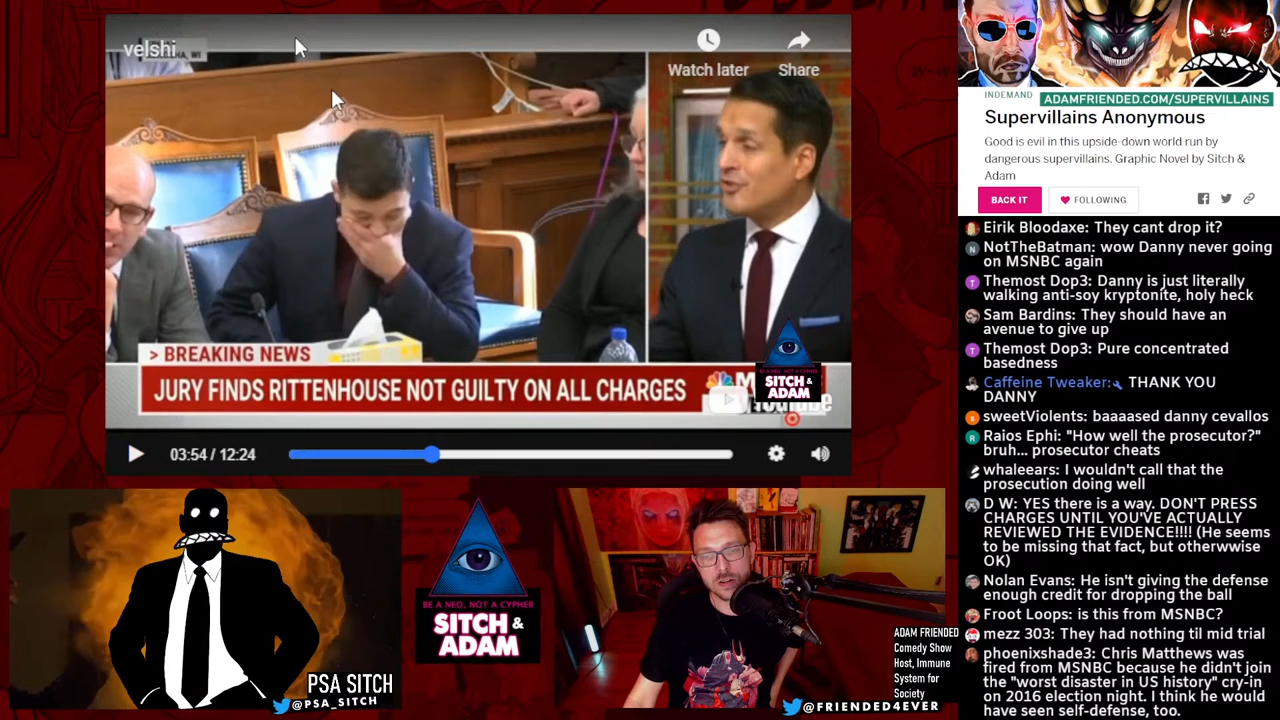 velshi
Watch later
Share
> BREAKING NEWS
JURY FINDS RITTENHOUSE NOT GUILTY ON ALL CHARGES
BE A NEO, NOT A CYPHER
SITCH &
ADAM
03:54 / 12:24
INDEMAND
ADAMFRIENDED.COM/SUPERVILLAINS
Supervillains Anonymous
Good is evil in this upside-down world run by
dangerous supervillains. Graphic Novel by Sitch &
Adam
BACK IT
FOLLOWING
Eirik Bloodaxe: They cant drop it?
NotTheBatman: wow Danny never going
on MSNBC again
Themost Dop3: Danny is just literally
walking anti-soy kryptonite, holy heck
Sam Bardins: They should have an
avenue to give up
Themost Dop3: Pure concentrated
basedness
Caffeine Tweaker: THANK YOU
DANNY
sweetViolents: baaaased danny cevallos
Raios Ephi: "How well the prosecutor?"
bruh... prosecutor cheats
whaleears: I wouldn't call that the
prosecution doing well
D W: YES there is a way. DON'T PRESS
CHARGES UNTIL YOU'VE ACTUALLY
REVIEWED THE EVIDENCE!!!! (He seems
to be missing that fact, but otherwwise
OK)
Nolan Evans: He isn't giving the defense
enough credit for dropping the ball
Froot Loops: is this from MSNBC?
mezz 303: They had nothing til mid trial
phoenixshade3: Chris Matthews was
fired from MSNBC because he didn't join
the "worst disaster in US history" cry-in
on 2016 election night. I think he would
have seen self-defense, too.
PSA SITCH
@PSA_SITCH
BE A NEO, NOT A CYPHER
SITCH &
ADAM
ADAM FRIENDED
Comedy Show
Host, Immune
System for
Society
@FRIENDED4EVER